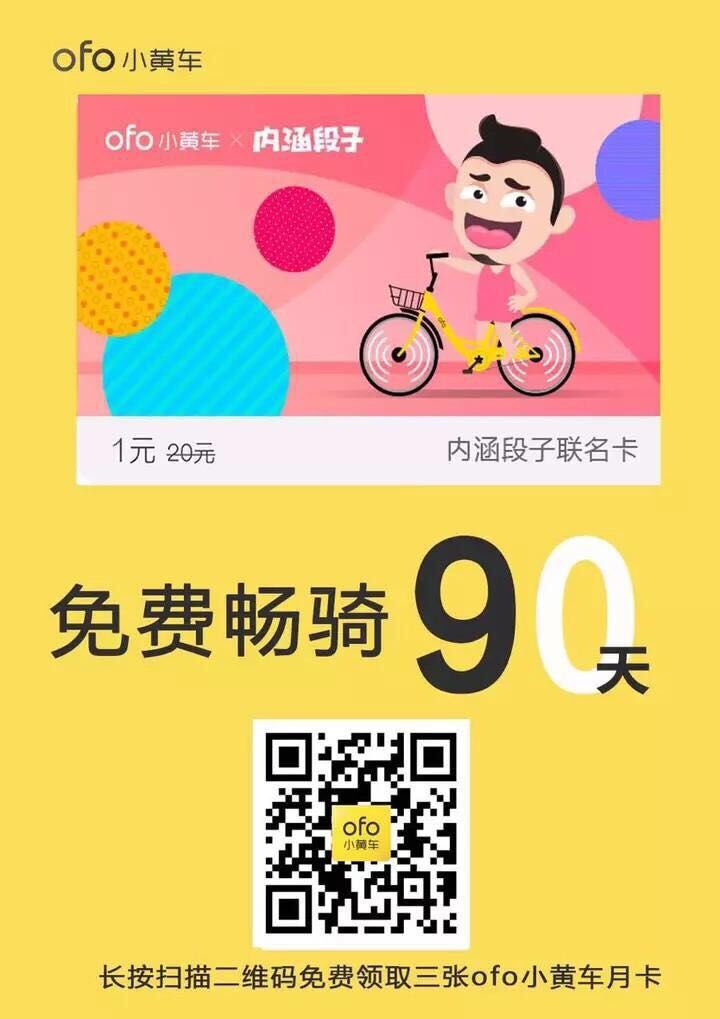 ofo 小黄车
ofo 小黄车 × 内涵段子
ofo
1元 20元 内涵段子联名卡
免费畅骑90天
ofo
小黄车
长按扫描二维码免费领取三张ofo小黄车月卡